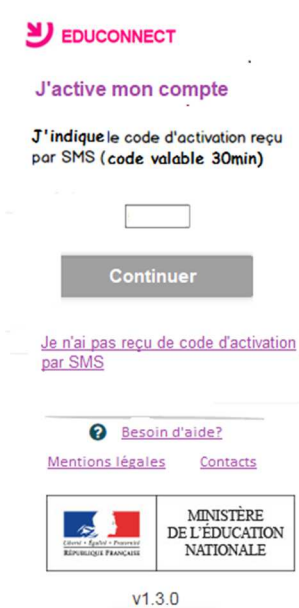 EDUCONNECT
J'active mon compte
J'indique le code d'activation reçu
par SMS (code valable 30min)
Continuer
Je n'ai pas reçu de code d'activation
par SMS
? Besoin d'aide?
Mentions légales Contacts
Liberté • Égalité • Fraternité
RÉPUBLIQUE FRANÇAISE
MINISTÈRE
DE L'ÉDUCATION
NATIONALE
v1.3.0